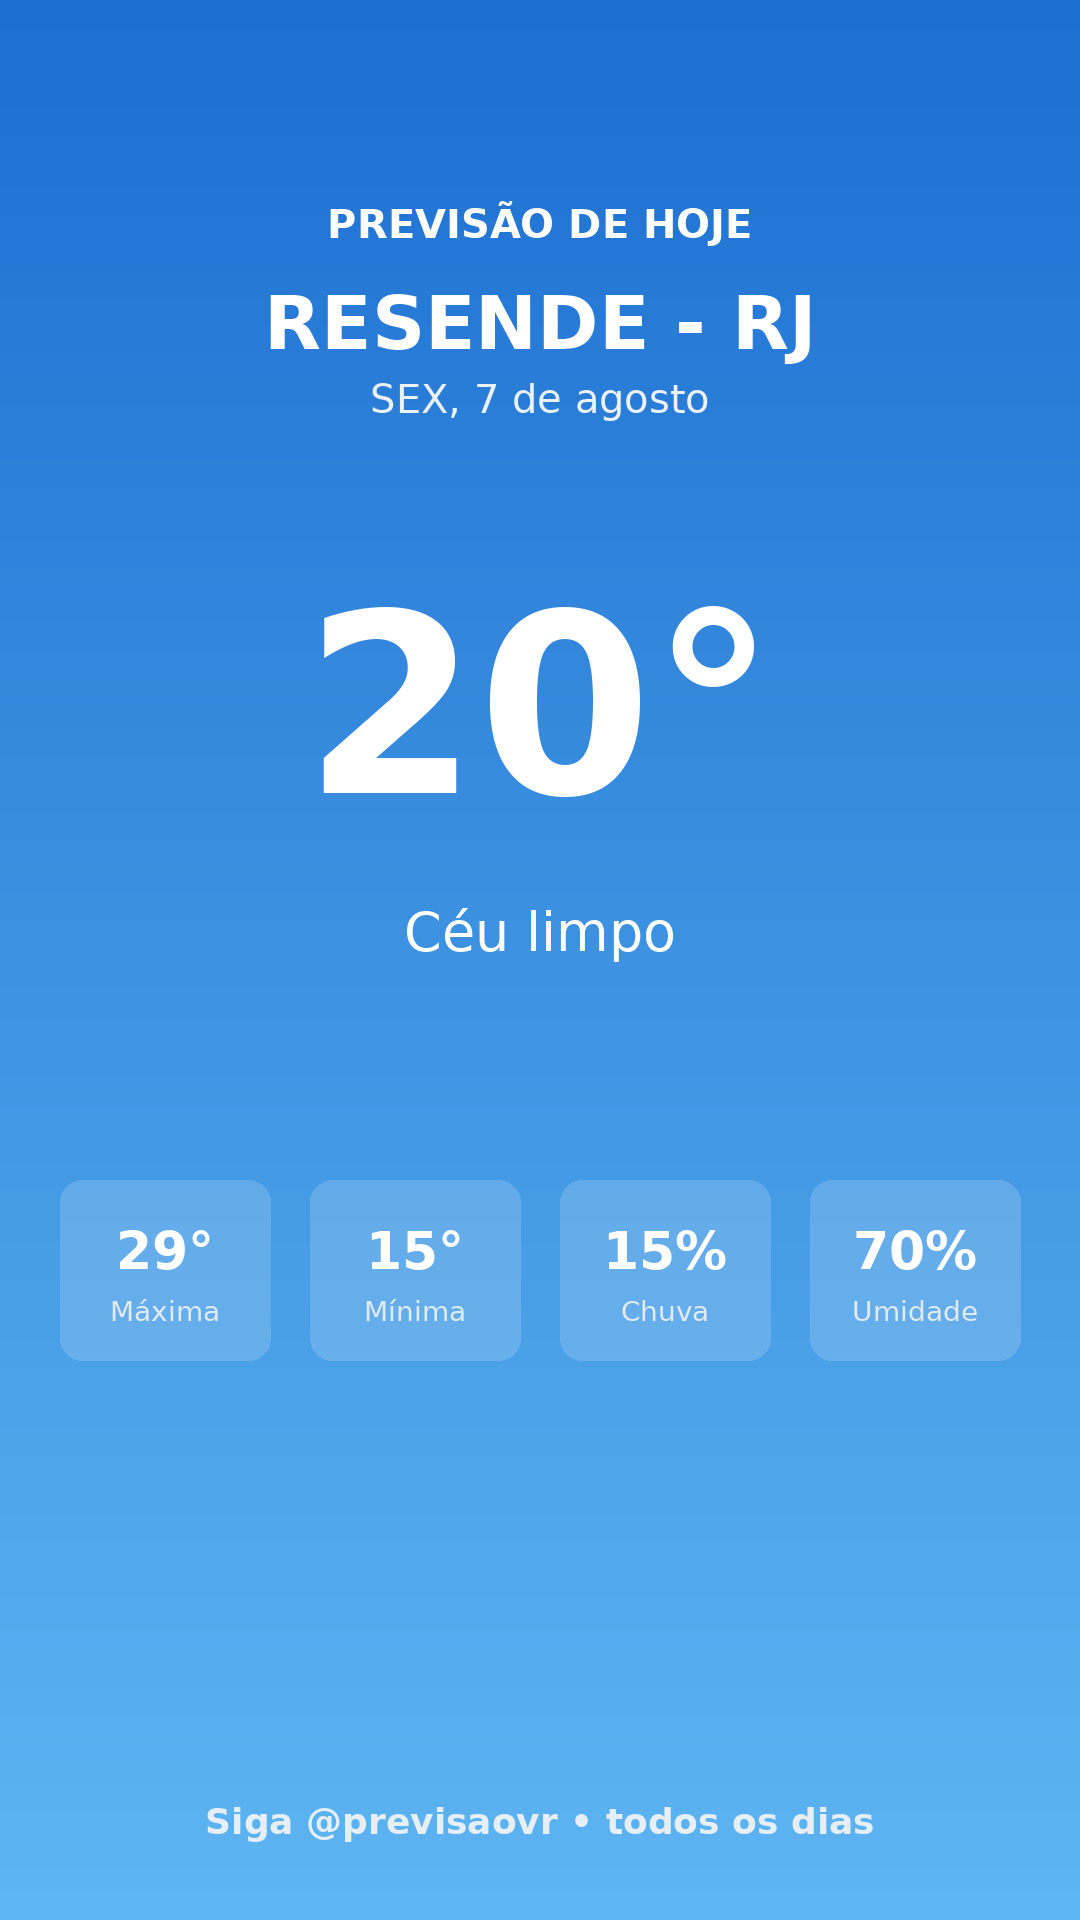 PREVISÃO DE HOJE
RESENDE - RJ
SEX, 7 de agosto
20°
Céu limpo
29° 15° 15% 70%
Máxima Mínima Chuva Umidade
Siga @previsaovr • todos os dias